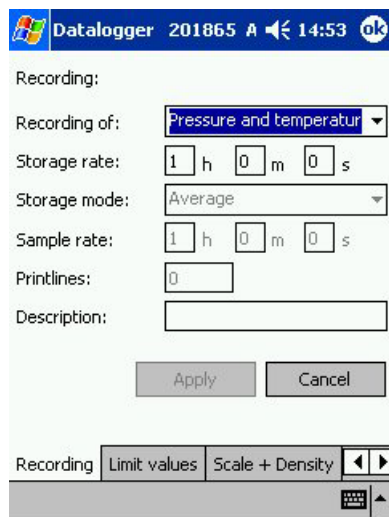 Datalogger 201865 A 14:53 ok
Recording:
Recording of: Pressure and temperatur
Storage rate: 1 h 0 m 0 s
Storage mode: Average
Sample rate: 1 h 0 m 0 s
Printlines: 0
Description:
Apply Cancel
Recording Limit values Scale + Density